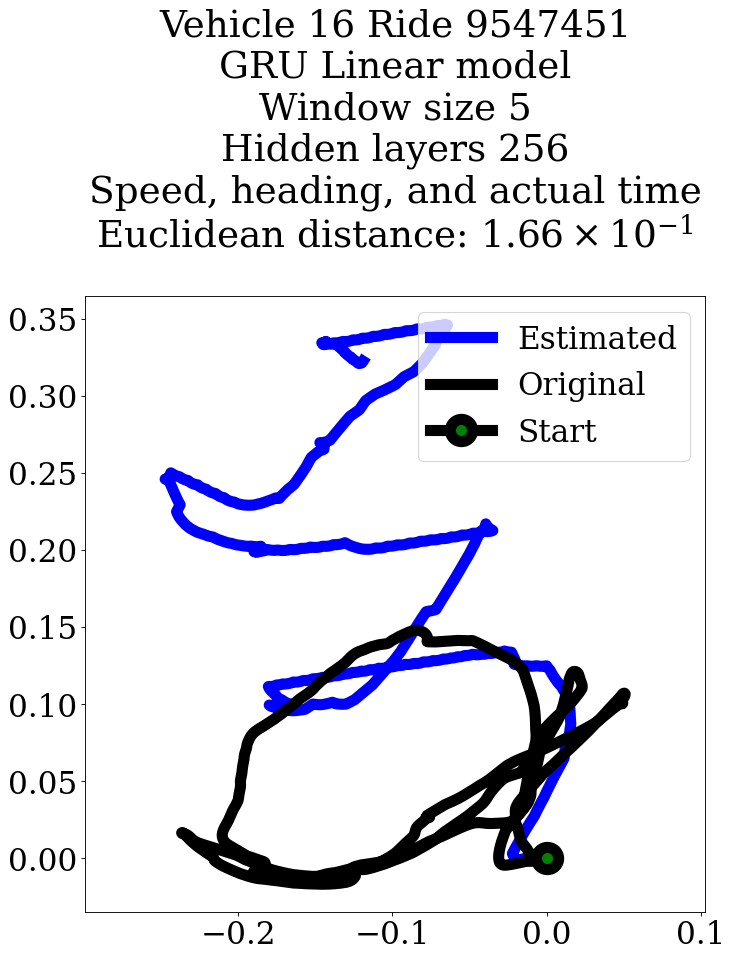 Vehicle 16 Ride 9547451
GRU Linear model
Window size 5
Hidden layers 256
Speed, heading, and actual time
Euclidean distance: 1.66 × 10⁻¹
Estimated
Original
Start
0.35
0.30
0.25
0.20
0.15
0.10
0.05
0.00
−0.2
−0.1
0.0
0.1